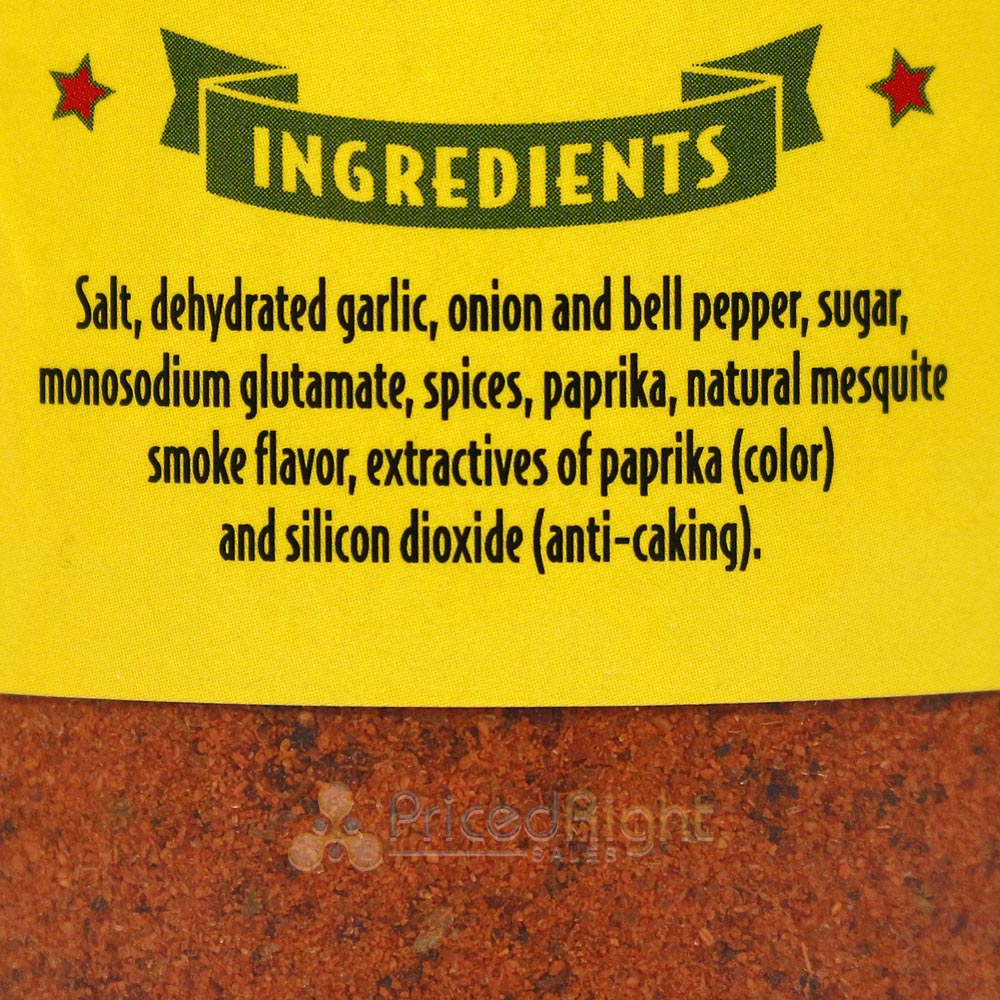 INGREDIENTS
Salt, dehydrated garlic, onion and bell pepper, sugar,
monosodium glutamate, spices, paprika, natural mesquite
smoke flavor, extractives of paprika (color)
and silicon dioxide (anti-caking).
PricedRight
SALES